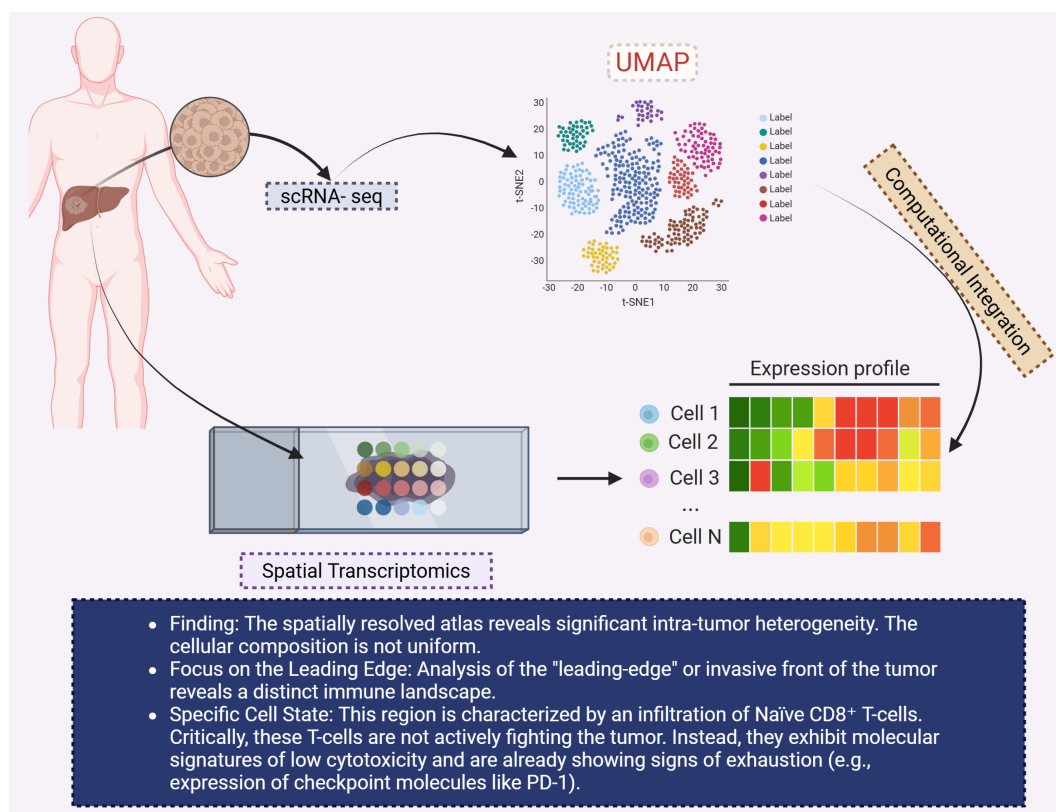 UMAP
scRNA- seq
30
20
10
0
-10
-20
-30
t-SNE2
-30 -20 -10 0 10 20 30
t-SNE1
Label
Label
Label
Label
Label
Label
Label
Label
Computational Integration
Expression profile
Cell 1
Cell 2
Cell 3
...
Cell N
Spatial Transcriptomics
• Finding: The spatially resolved atlas reveals significant intra-tumor heterogeneity. The
cellular composition is not uniform.
• Focus on the Leading Edge: Analysis of the "leading-edge" or invasive front of the tumor
reveals a distinct immune landscape.
• Specific Cell State: This region is characterized by an infiltration of Naïve CD8⁺ T-cells.
Critically, these T-cells are not actively fighting the tumor. Instead, they exhibit molecular
signatures of low cytotoxicity and are already showing signs of exhaustion (e.g.,
expression of checkpoint molecules like PD-1).